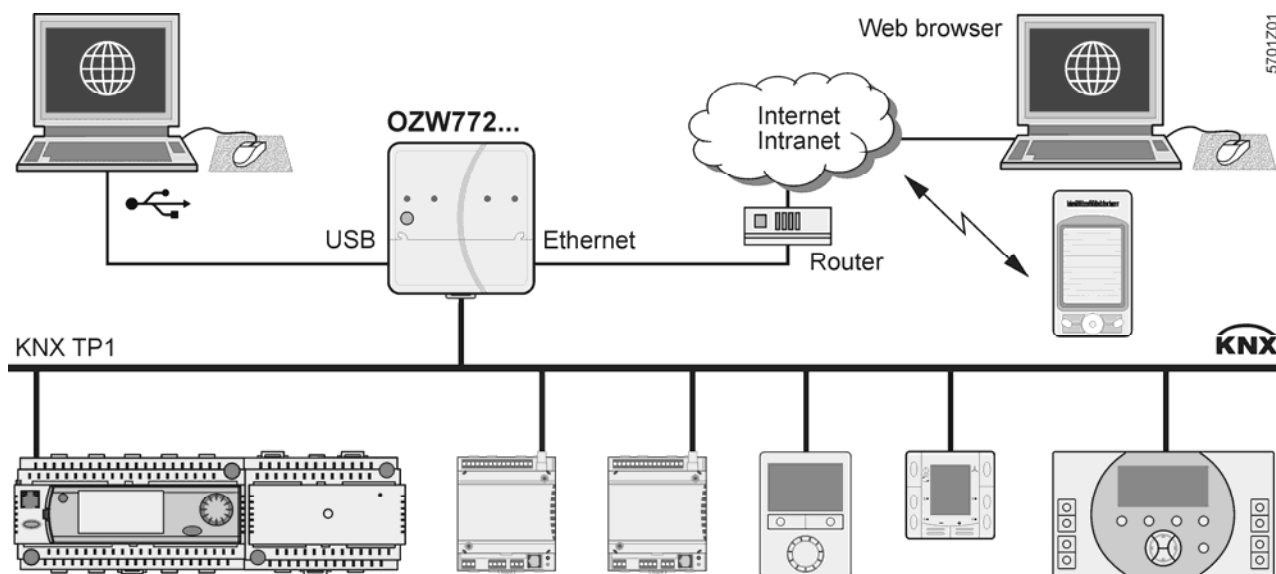 Web browser
5701Z01
Internet
Intranet
OZW772...
USB
Ethernet
Router
KNX TP1
KNX